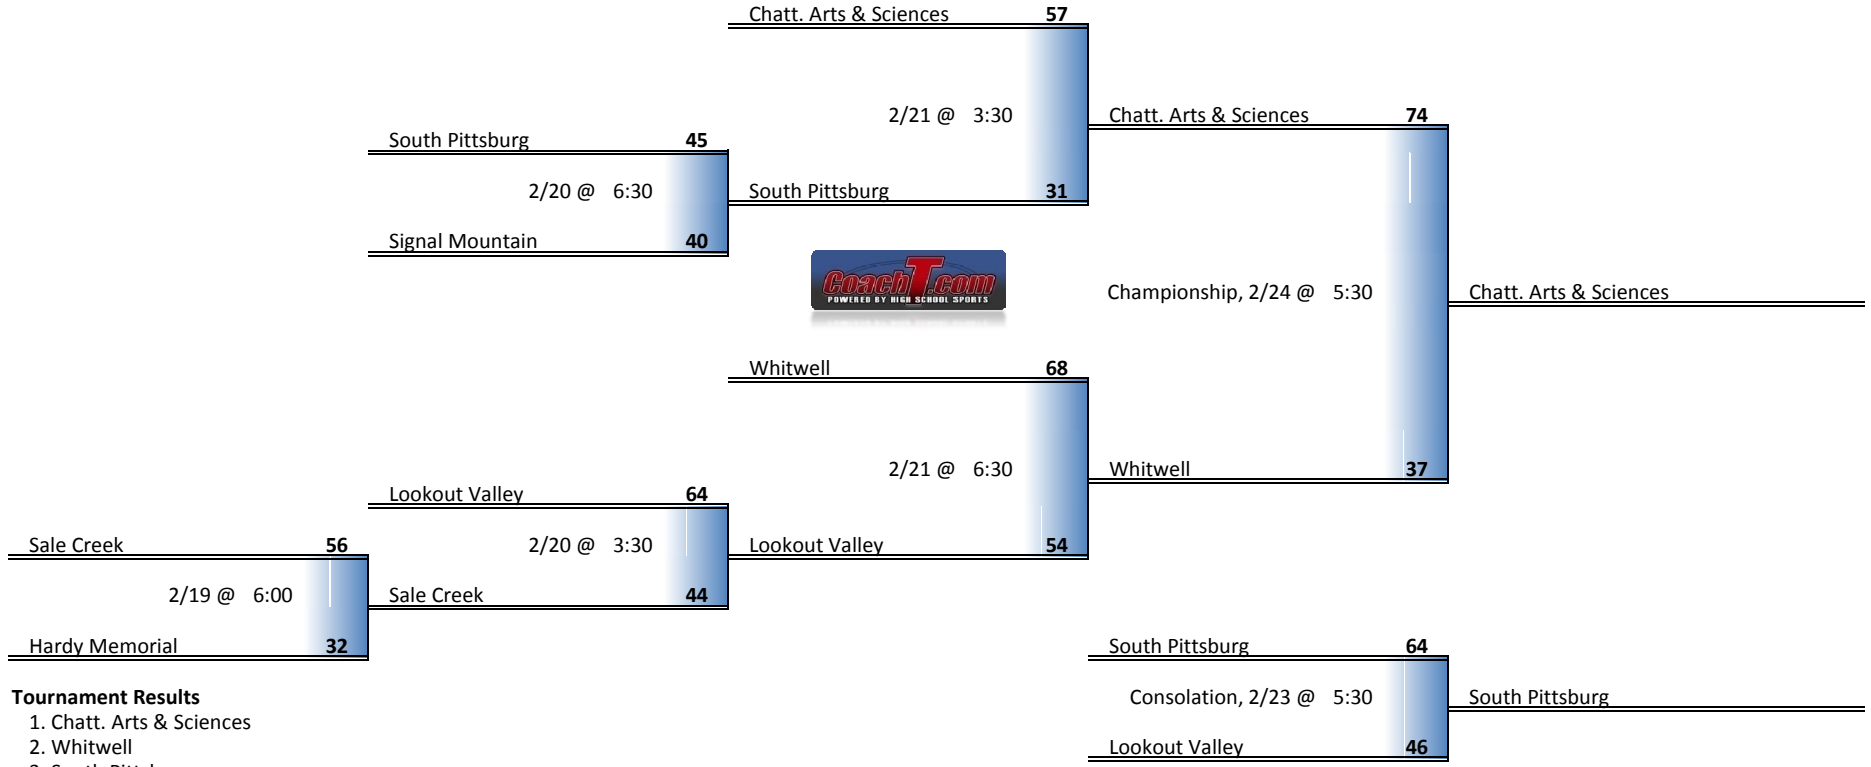 Chatt. Arts & Sciences 57
2/21 @ 3:30
Chatt. Arts & Sciences 74
South Pittsburg 45
2/20 @ 6:30
South Pittsburg 31
Signal Mountain 40
CoachT.com
POWERED BY HIGH SCHOOL SPORTS
Championship, 2/24 @ 5:30
Chatt. Arts & Sciences
Whitwell 68
2/21 @ 6:30
Whitwell 37
Lookout Valley 64
Sale Creek 56
2/20 @ 3:30
Lookout Valley 54
2/19 @ 6:00
Sale Creek 44
Hardy Memorial 32
South Pittsburg 64
Consolation, 2/23 @ 5:30
South Pittsburg
Lookout Valley 46
Tournament Results
1. Chatt. Arts & Sciences
2. Whitwell